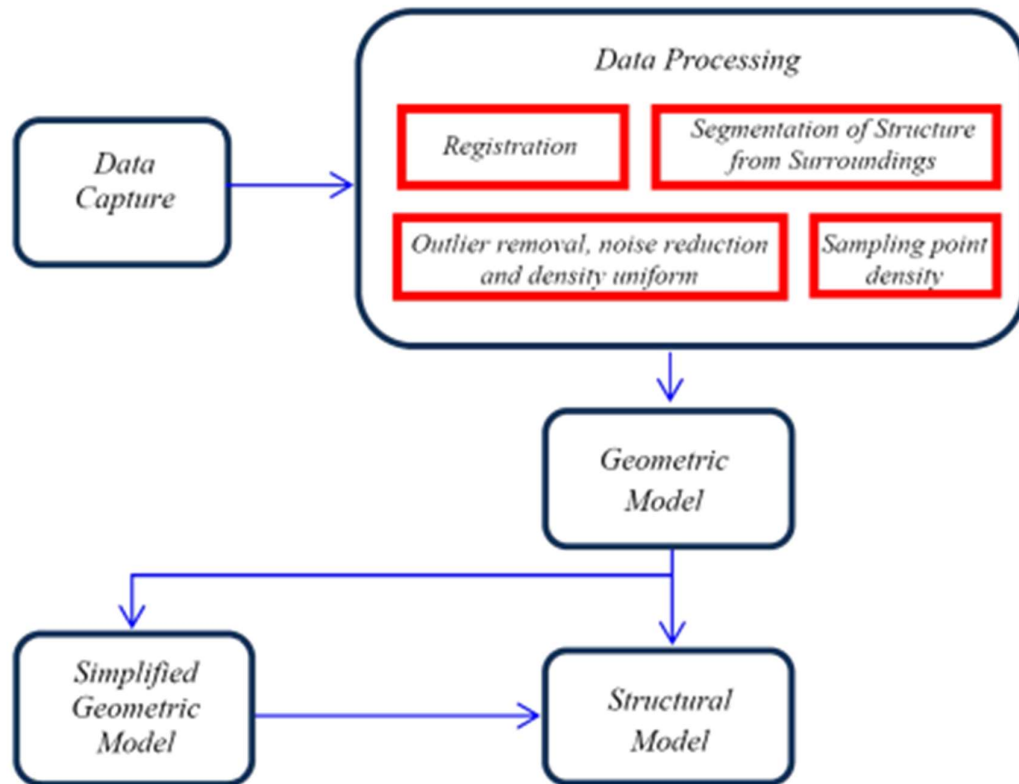 Data Processing
Data
Capture
Registration
Segmentation of Structure
from Surroundings
Outlier removal, noise reduction
and density uniform
Sampling point
density
Geometric
Model
Simplified
Geometric
Model
Structural
Model